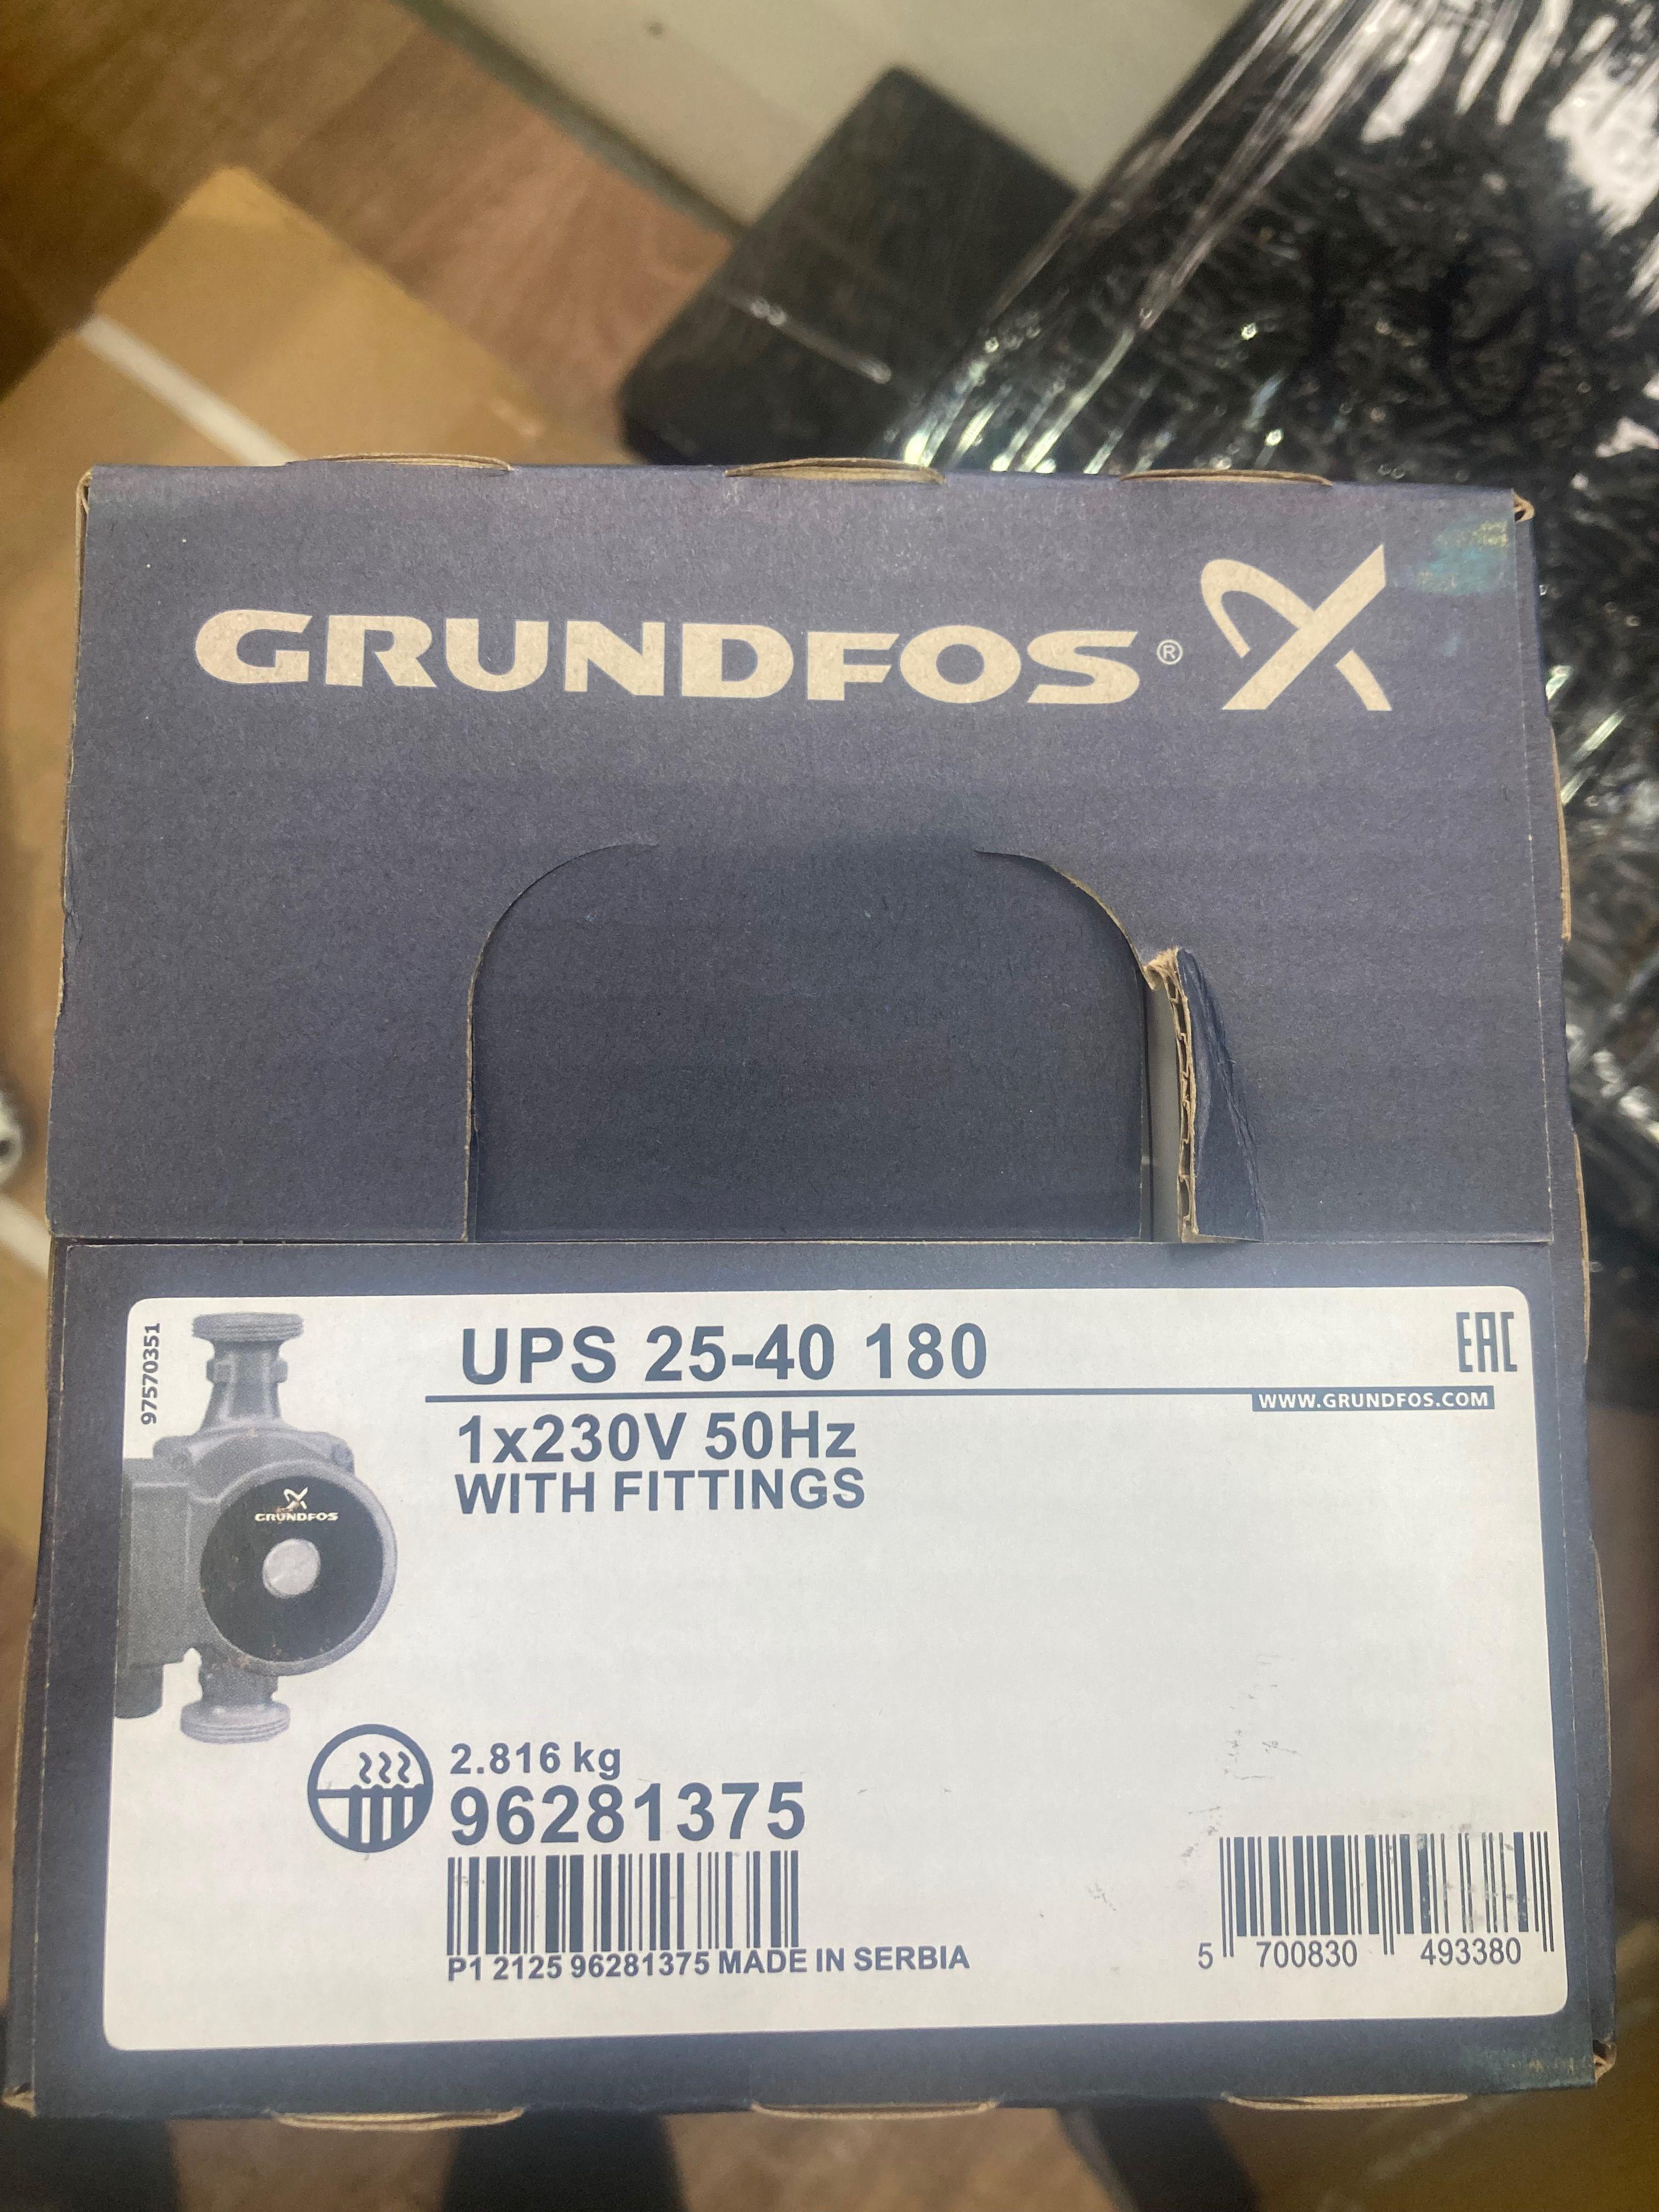 GRUNDFOS®
97570351
UPS 25-40 180
EAC
WWW.GRUNDFOS.COM
1x230V 50Hz
WITH FITTINGS
GRUNDFOS
2.816 kg
96281375
P1 2125 96281375 MADE IN SERBIA
5 700830 493380